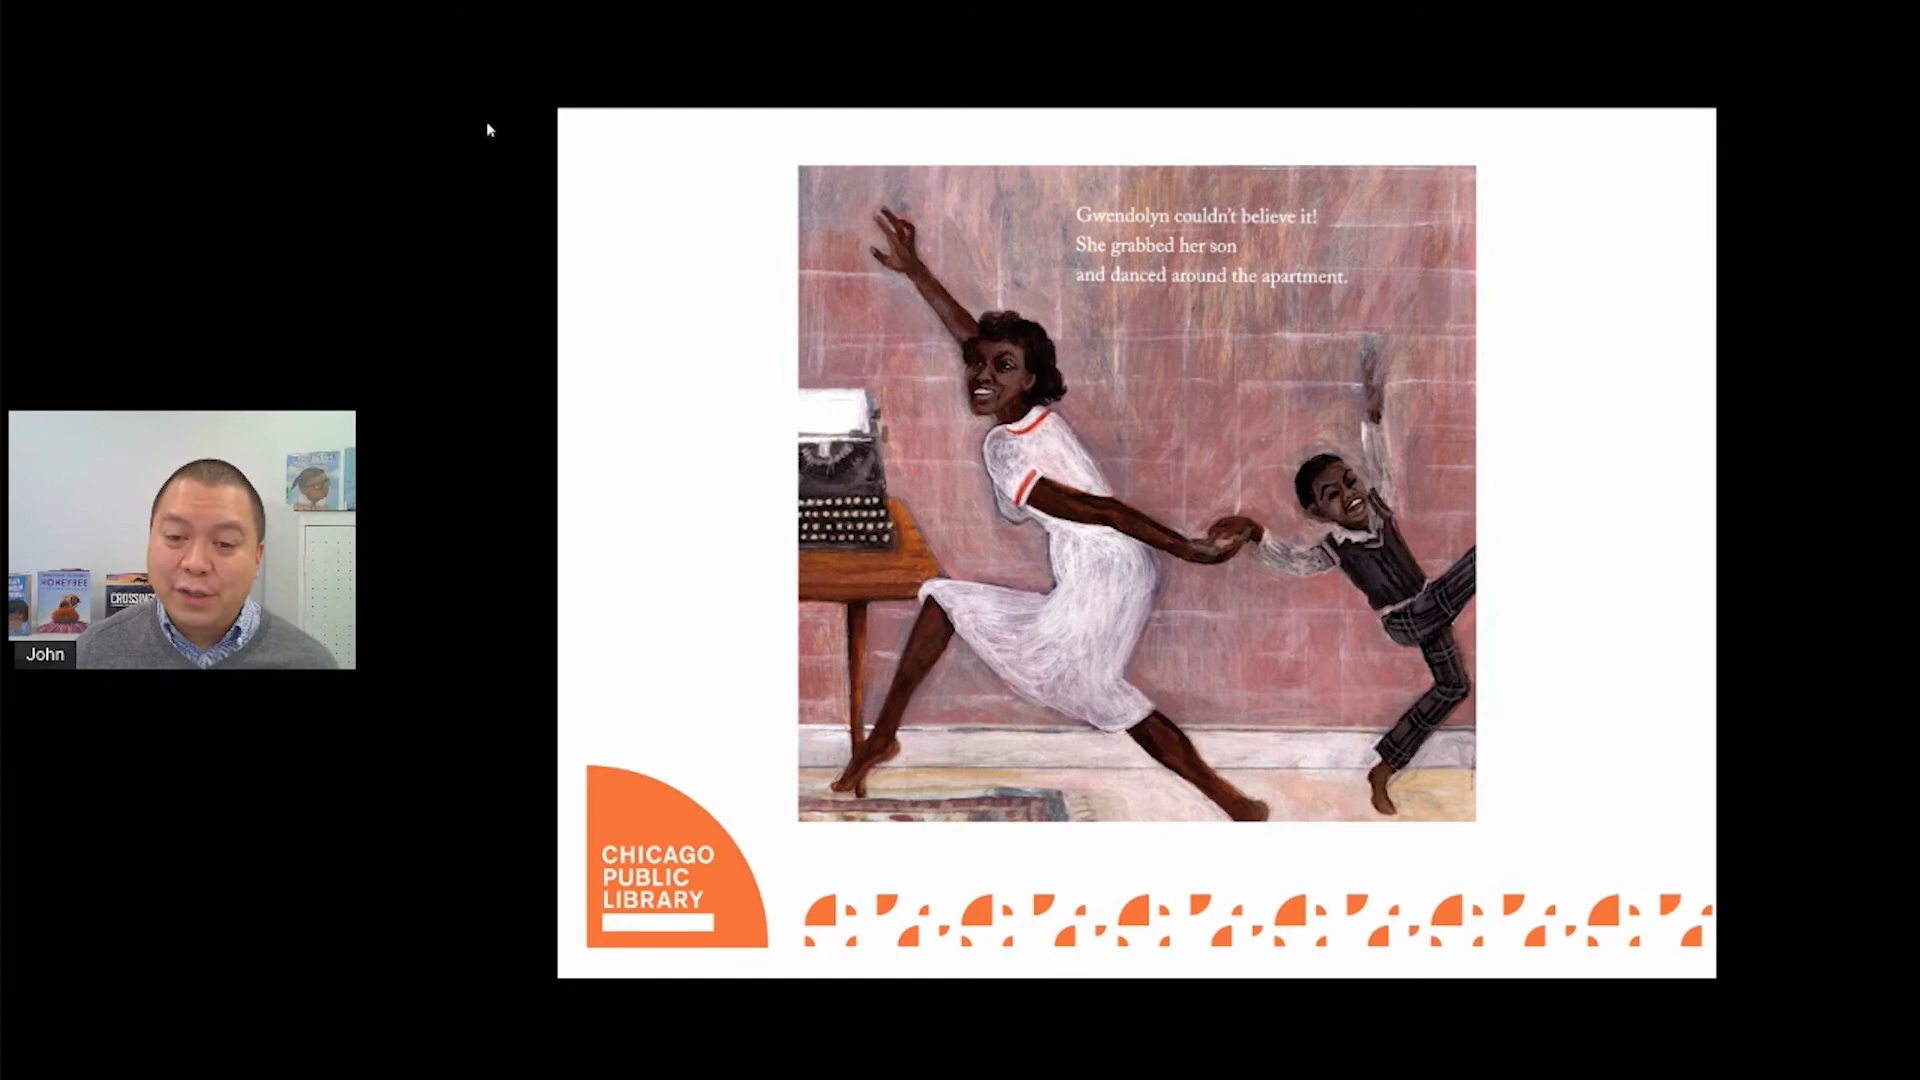 Gwendolyn couldn't believe it!
She grabbed her son
and danced around the apartment.
HONEYBEE
CROSSING
John
CHICAGO
PUBLIC
LIBRARY